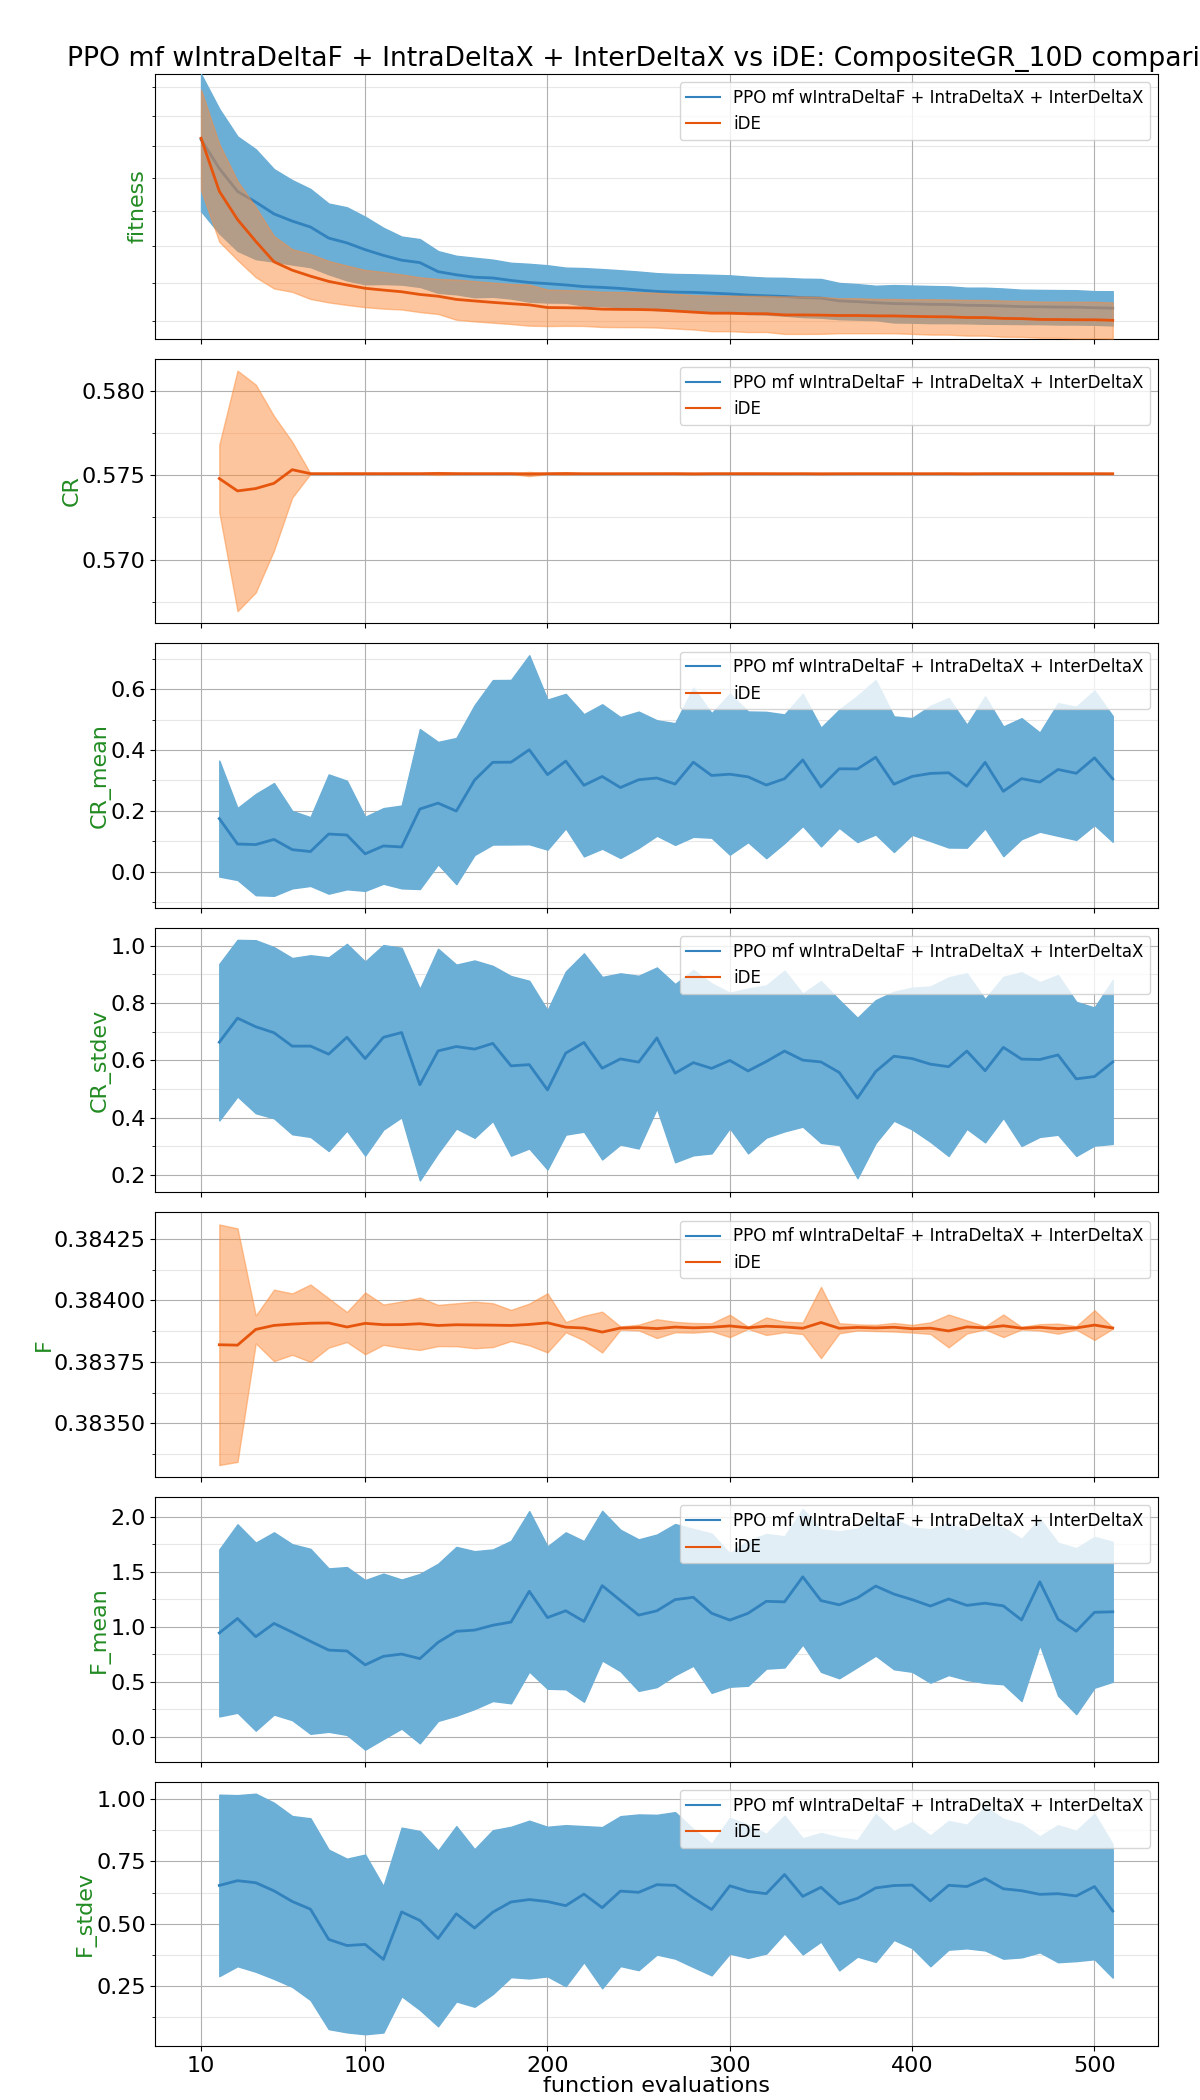 PPO mf wIntraDeltaF + IntraDeltaX + InterDeltaX vs iDE: CompositeGR_10D compari
PPO mf wIntraDeltaF + IntraDeltaX + InterDeltaX
iDE
fitness
PPO mf wIntraDeltaF + IntraDeltaX + InterDeltaX
iDE
0.580
0.575
0.570
CR
PPO mf wIntraDeltaF + IntraDeltaX + InterDeltaX
iDE
0.6
0.4
0.2
0.0
CR_mean
PPO mf wIntraDeltaF + IntraDeltaX + InterDeltaX
iDE
1.0
0.8
0.6
0.4
0.2
CR_stdev
PPO mf wIntraDeltaF + IntraDeltaX + InterDeltaX
iDE
0.38425
0.38400
0.38375
0.38350
F
PPO mf wIntraDeltaF + IntraDeltaX + InterDeltaX
iDE
2.0
1.5
1.0
0.5
0.0
F_mean
PPO mf wIntraDeltaF + IntraDeltaX + InterDeltaX
iDE
1.00
0.75
0.50
0.25
F_stdev
10 100 200 300 400 500
function evaluations